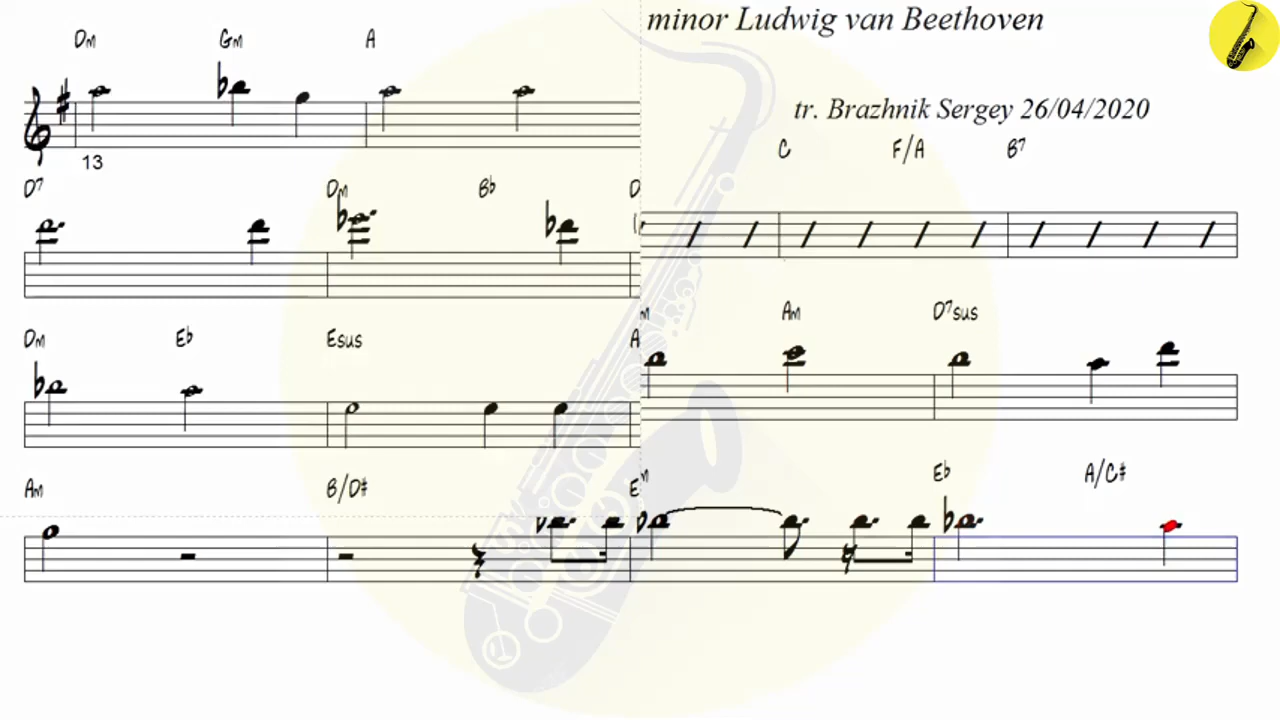 minor Ludwig van Beethoven
tr. Brazhnik Sergey 26/04/2020
Dm Gm A
13
C F/A B7
D7 Dm Bb
Am D7sus
Dm Eb Esus
Eb A/C#
Am B/D#